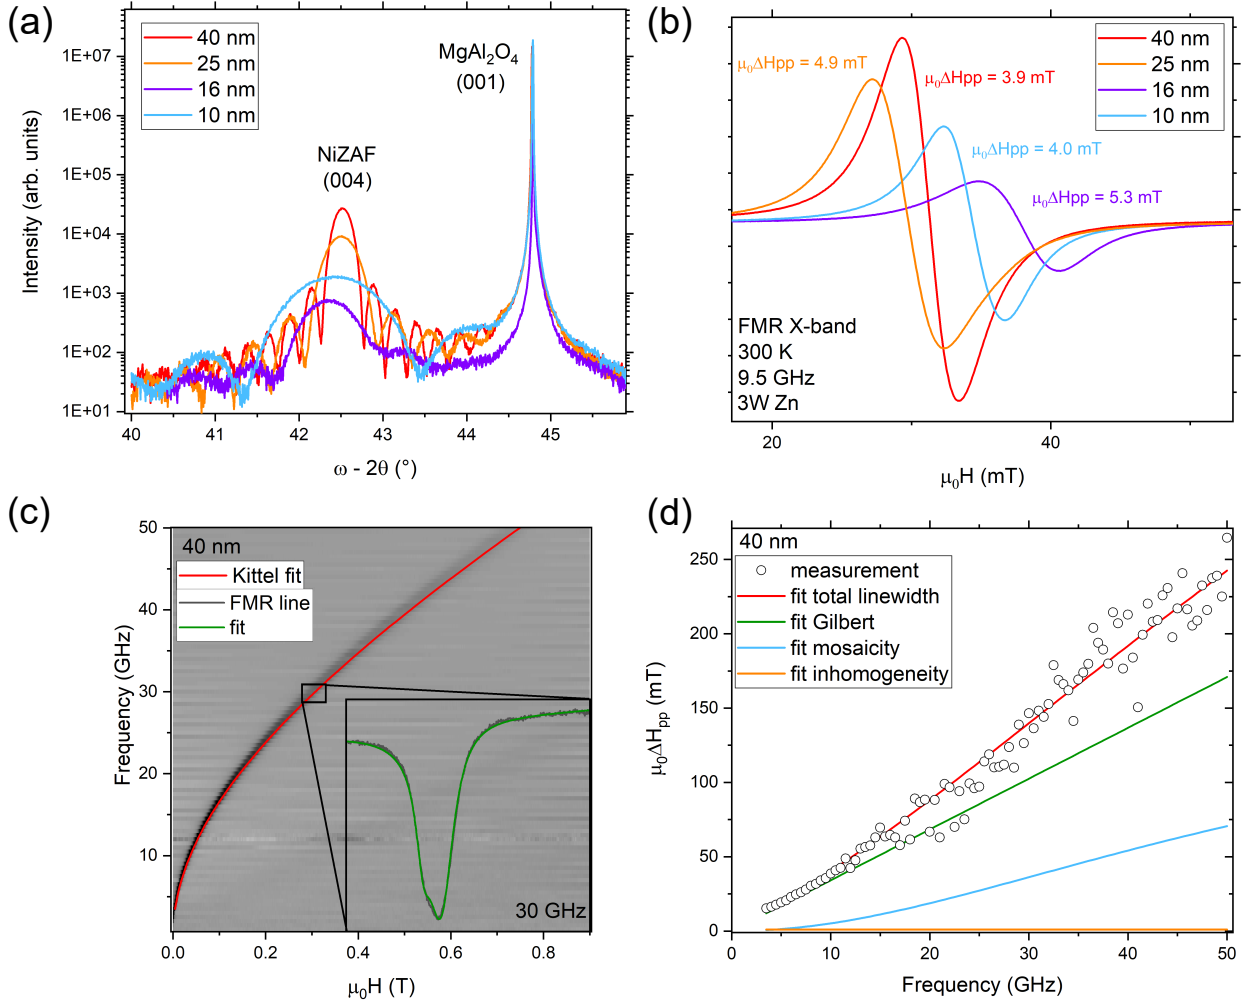 (a)
40 nm
25 nm
16 nm
10 nm
MgAl₂O₄
(001)
NiZAF
(004)
Intensity (arb. units)
1E+07
1E+06
1E+05
1E+04
1E+03
1E+02
1E+01
40
41
42
43
44
45
ω - 2θ (°)
(b)
40 nm
25 nm
16 nm
10 nm
μ₀ΔHpp = 4.9 mT
μ₀ΔHpp = 3.9 mT
μ₀ΔHpp = 4.0 mT
μ₀ΔHpp = 5.3 mT
FMR X-band
300 K
9.5 GHz
3W Zn
20
40
μ₀H (mT)
(c)
40 nm
Kittel fit
FMR line
fit
30 GHz
Frequency (GHz)
50
40
30
20
10
0.0
0.2
0.4
0.6
0.8
μ₀H (T)
(d)
40 nm
measurement
fit total linewidth
fit Gilbert
fit mosaicity
fit inhomogeneity
μ₀ΔHₚₚ (mT)
250
200
150
100
50
0
0
10
20
30
40
50
Frequency (GHz)